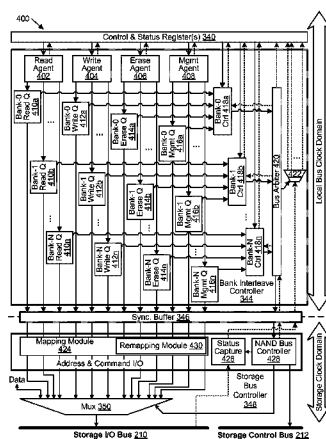 400
Control & Status Register(s) 340
Read Agent 402
Write Agent 404
Erase Agent 406
Mgmt Agent 408
Bank-0 Read Q 410a
Bank-0 Write Q 412a
Bank-0 Erase Q 414a
Bank-0 Mgmt Q 416a
Bank-0 Ctrl 418a
Bank-1 Read Q 410b
Bank-1 Write Q 412b
Bank-1 Erase Q 414b
Bank-1 Mgmt Q 416b
Bank-1 Ctrl 418b
Bank-N Read Q 410n
Bank-N Write Q 412n
Bank-N Erase Q 414n
Bank-N Mgmt Q 416n
Bank-N Ctrl 418n
Bus Arbiter 420
422
Bank Interleave Controller 344
Local Bus Clock Domain
Sync. Buffer 346
Mapping Module 424
Remapping Module 430
Address & Command I/O
Status Capture 426
NAND Bus Controller 428
Storage Bus Controller 348
Storage Clock Domain
Data
Mux 350
Storage I/O Bus 210
Storage Control Bus 212